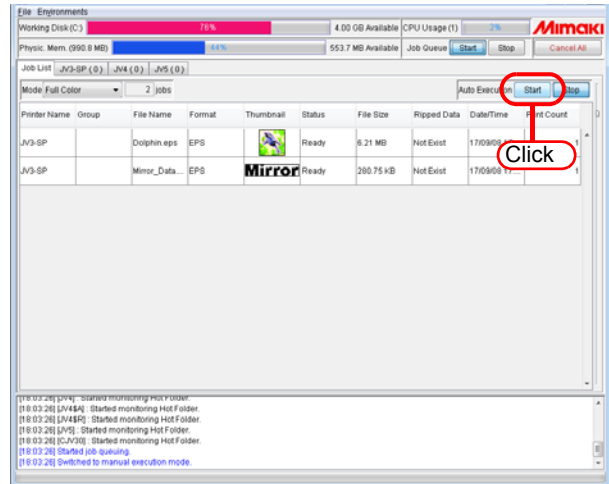 File Environments
Working Disk (C:) 76% 4.00 GB Available CPU Usage (1) 2% Mimaki
Physic. Mem. (990.8 MB) 44% 553.7 MB Available Job Queue Start Stop Cancel All
Job List JV3-SP ( 0 ) JV4 ( 0 ) JV5 ( 0 )
Mode Full Color 2 jobs Auto Execution Start Stop
Printer Name Group File Name Format Thumbnail Status File Size Ripped Data Date/Time Print Count
JV3-SP Dolphin.eps EPS Ready 6.21 MB Not Exist 17/09/08 1
Click
JV3-SP Mirror_Data... EPS Mirror Ready 280.75 KB Not Exist 17/09/08 17:... 1
[18:03:26] [JV4] : Started monitoring Hot Folder.
[18:03:26] [JV4$A] : Started monitoring Hot Folder.
[18:03:26] [JV4$R] : Started monitoring Hot Folder.
[18:03:26] [JV5] : Started monitoring Hot Folder.
[18:03:26] [CJV30] : Started monitoring Hot Folder.
[18:03:26] Started job queuing.
[18:03:26] Switched to manual execution mode.